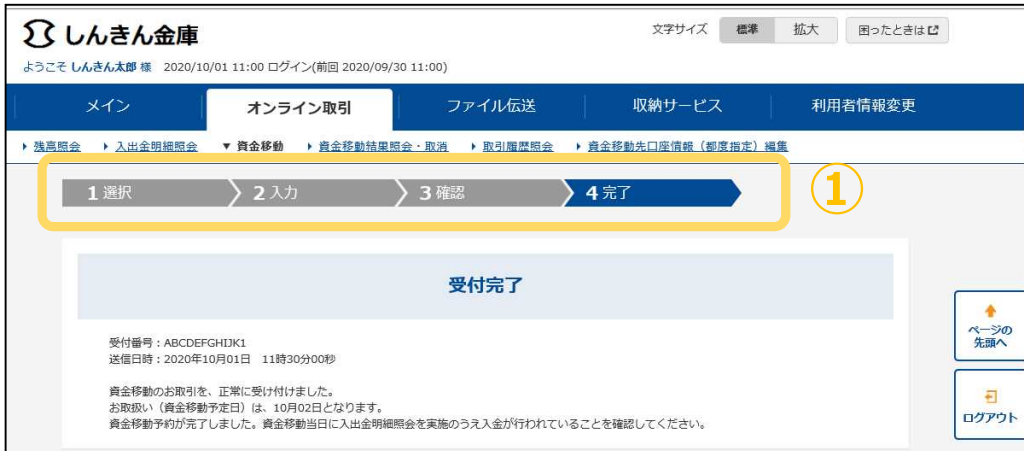 しんきん金庫
文字サイズ 標準 拡大 困ったときは
ようこそ しんきん太郎 様 2020/10/01 11:00 ログイン(前回 2020/09/30 11:00)
メイン オンライン取引 ファイル伝送 収納サービス 利用者情報変更
残高照会 入出金明細照会 資金移動 資金移動結果照会・取消 取引履歴照会 資金移動先口座情報（都度指定）編集
1 選択 2 入力 3 確認 4 完了 ①
受付完了
受付番号：ABCDEFGHIJK1
送信日時：2020年10月01日 11時30分00秒
資金移動のお取引を、正常に受け付けました。
お取扱い（資金移動予定日）は、10月02日となります。
資金移動予約が完了しました。資金移動当日に入出金明細照会を実施のうえ入金が行われていることを確認してください。
ページの
先頭へ
ログアウト